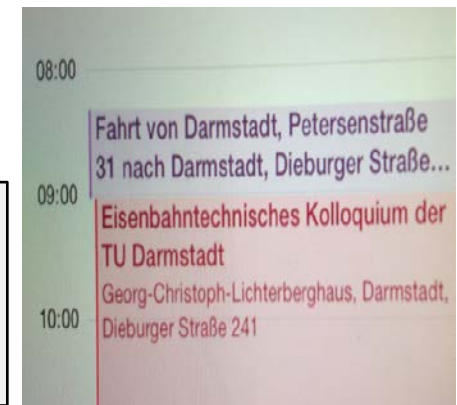 08:00
Fahrt von Darmstadt, Petersenstraße
31 nach Darmstadt, Dieburger Straße...
09:00
Eisenbahntechnisches Kolloquium der
TU Darmstadt
Georg-Christoph-Lichterberghaus, Darmstadt,
10:00
Dieburger Straße 241